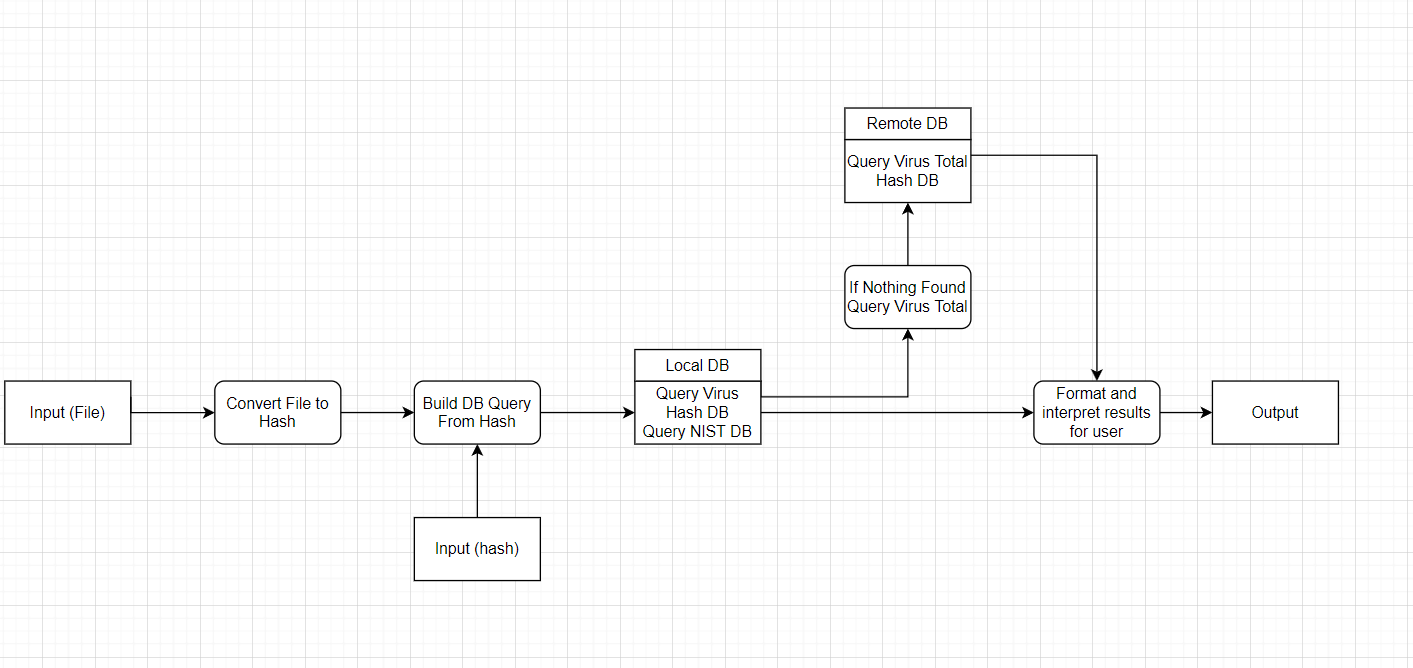 Remote DB
Query Virus Total
Hash DB
If Nothing Found
Query Virus Total
Local DB
Query Virus
Hash DB
Query NIST DB
Input (File)
Convert File to
Hash
Build DB Query
From Hash
Format and
interpret results
for user
Output
Input (hash)